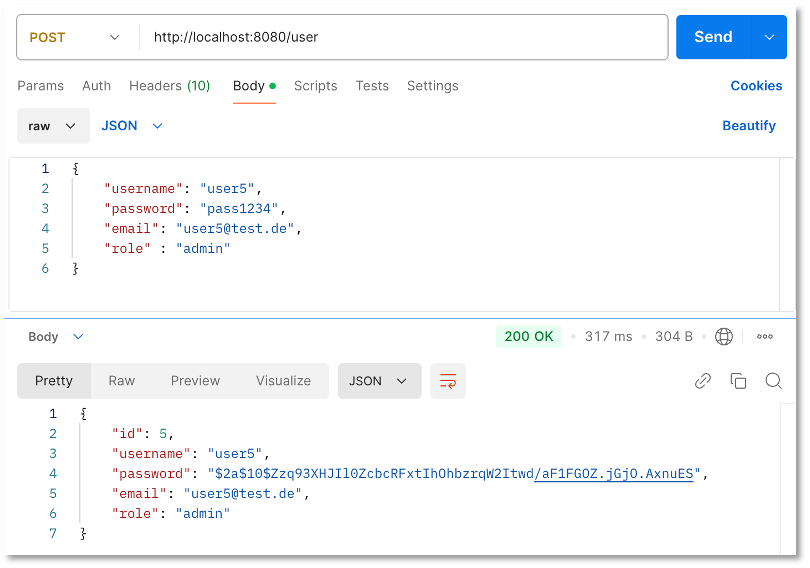 POST http://localhost:8080/user Send
Params Auth Headers (10) Body Scripts Tests Settings Cookies
raw JSON Beautify
1 {
2 "username": "user5",
3 "password": "pass1234",
4 "email": "user5@test.de",
5 "role" : "admin"
6 }
Body 200 OK 317 ms 304 B
Pretty Raw Preview Visualize JSON
1 {
2 "id": 5,
3 "username": "user5",
4 "password": "$2a$10$Zzq93XHJIl0ZcbcRFxtIhOhbzrqW2Itwd/aF1FGOZ.jGjO.AxnuES",
5 "email": "user5@test.de",
6 "role": "admin"
7 }